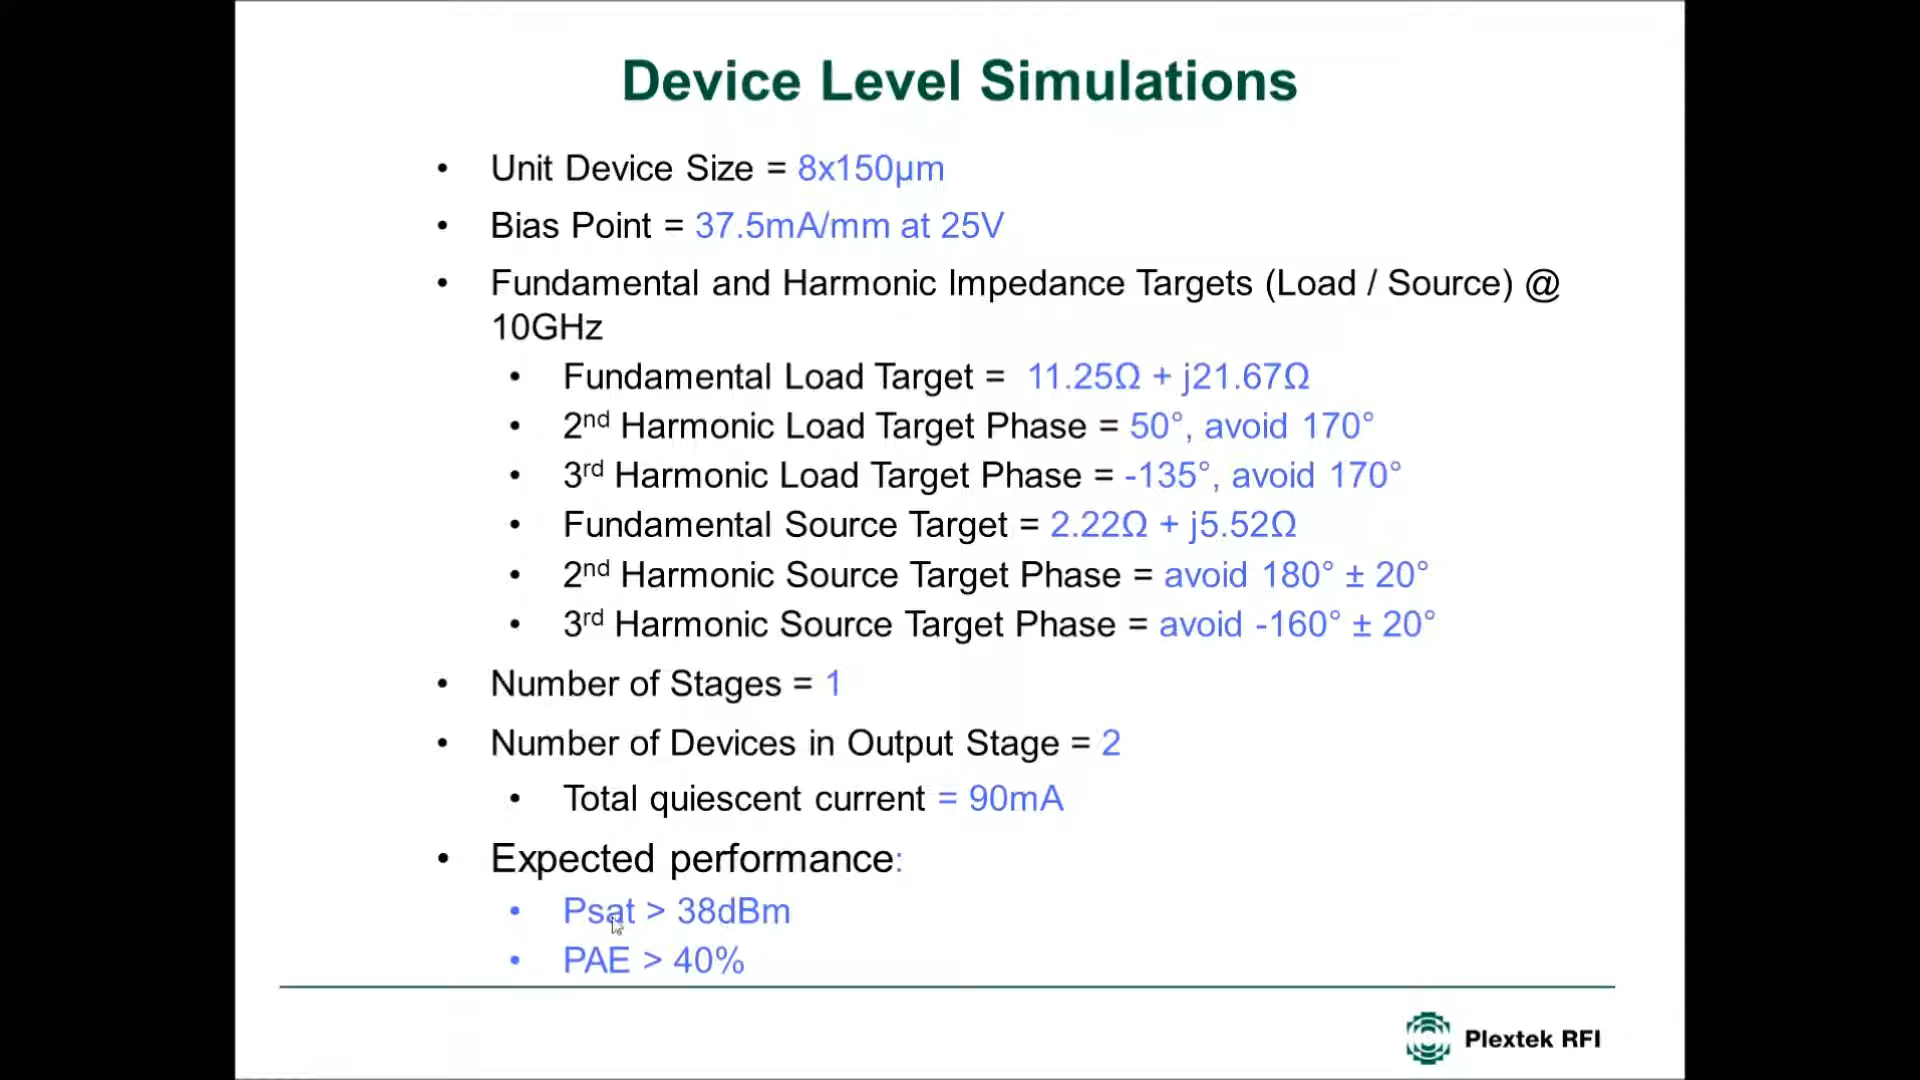 Device Level Simulations
• Unit Device Size = 8x150µm
• Bias Point = 37.5mA/mm at 25V
• Fundamental and Harmonic Impedance Targets (Load / Source) @
10GHz
• Fundamental Load Target = 11.25Ω + j21.67Ω
• 2nd Harmonic Load Target Phase = 50°, avoid 170°
• 3rd Harmonic Load Target Phase = -135°, avoid 170°
• Fundamental Source Target = 2.22Ω + j5.52Ω
• 2nd Harmonic Source Target Phase = avoid 180° ± 20°
• 3rd Harmonic Source Target Phase = avoid -160° ± 20°
• Number of Stages = 1
• Number of Devices in Output Stage = 2
• Total quiescent current = 90mA
• Expected performance:
• Psat > 38dBm
• PAE > 40%
Plextek RFI